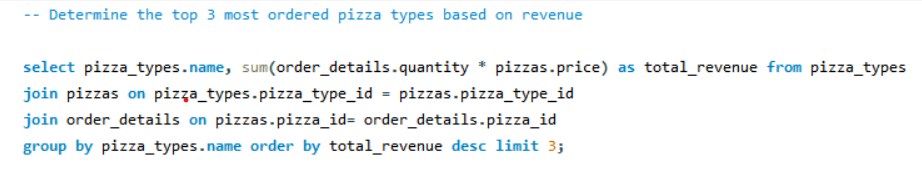 -- Determine the top 3 most ordered pizza types based on revenue
select pizza_types.name, sum(order_details.quantity * pizzas.price) as total_revenue from pizza_types
join pizzas on pizza_types.pizza_type_id = pizzas.pizza_type_id
join order_details on pizzas.pizza_id= order_details.pizza_id
group by pizza_types.name order by total_revenue desc limit 3;